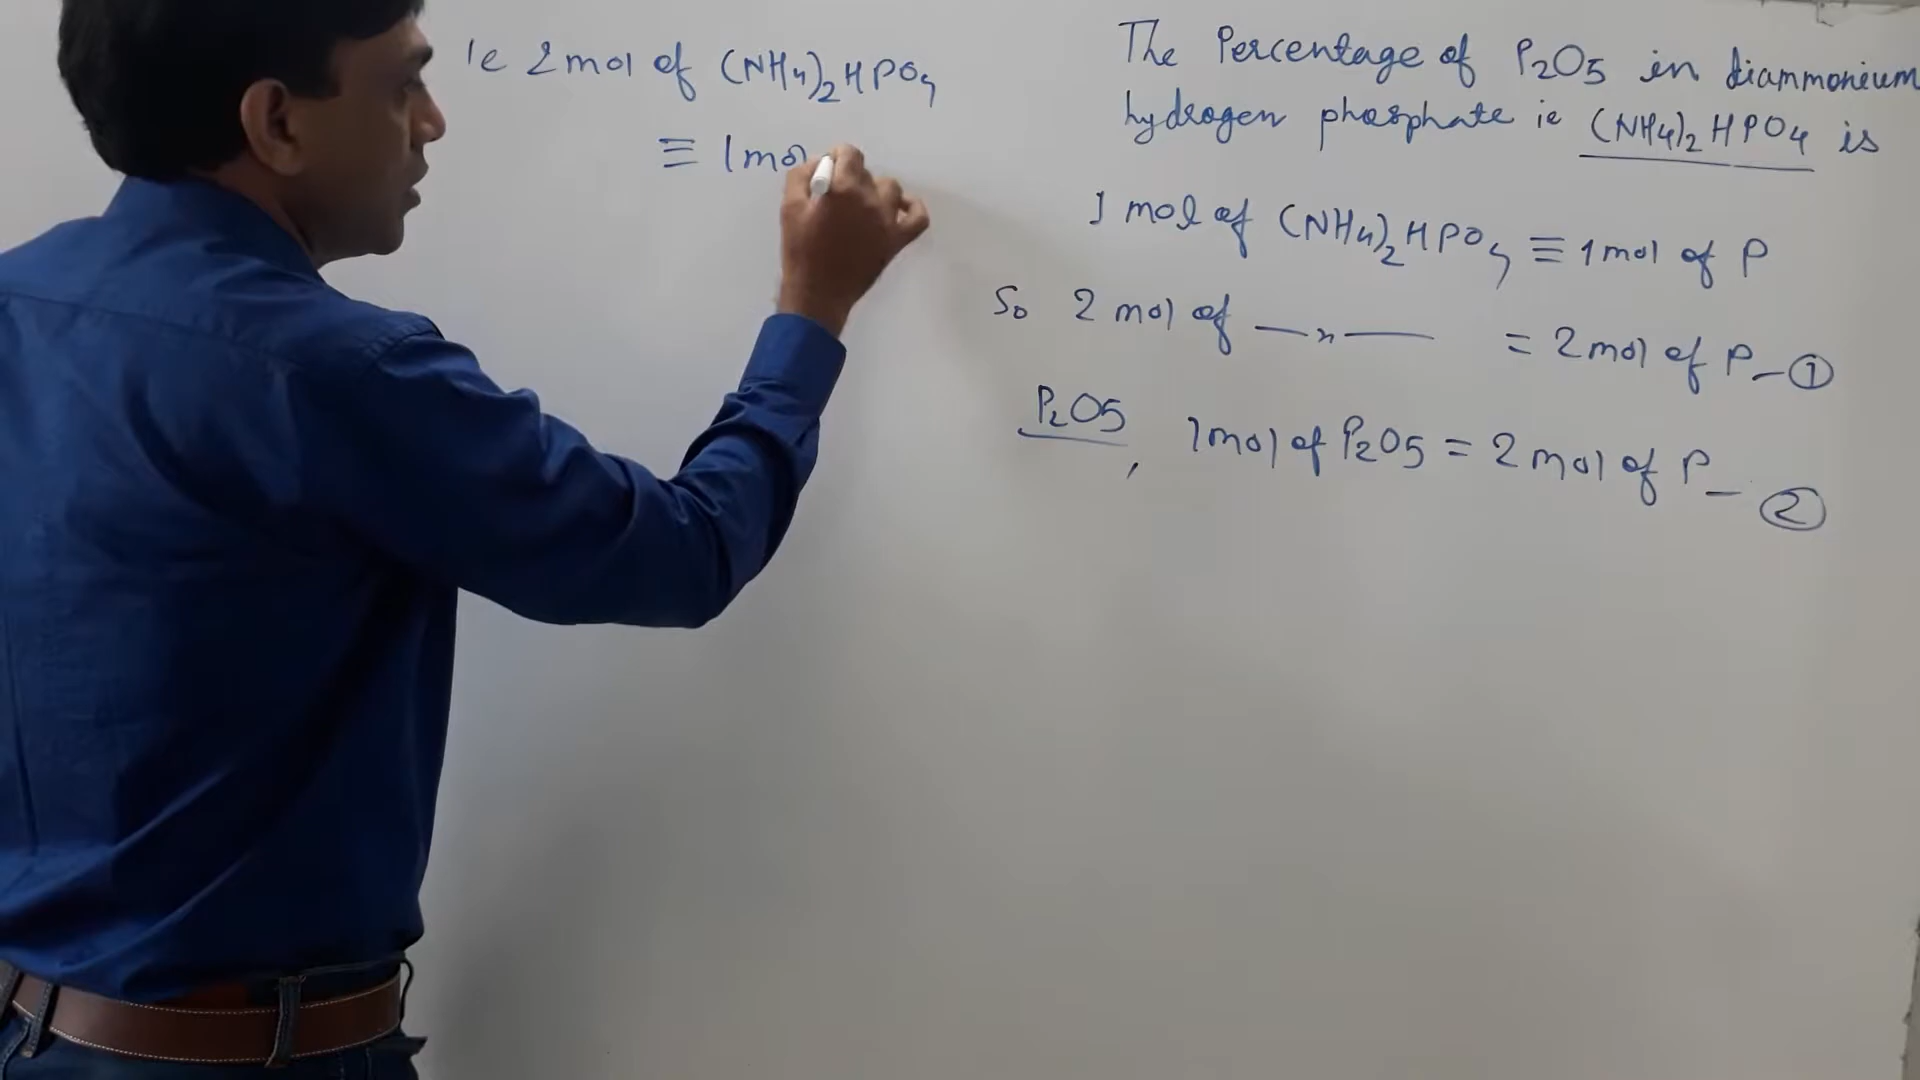 ie 2 mol of (NH4)2HPO4
≡ 1 mol
The Percentage of P2O5 in diammonium
hydrogen phosphate ie (NH4)2HPO4 is
1 mol of (NH4)2HPO4 ≡ 1 mol of P
So 2 mol of —"— = 2 mol of P – ①
P2O5, 1 mol of P2O5 = 2 mol of P – ②